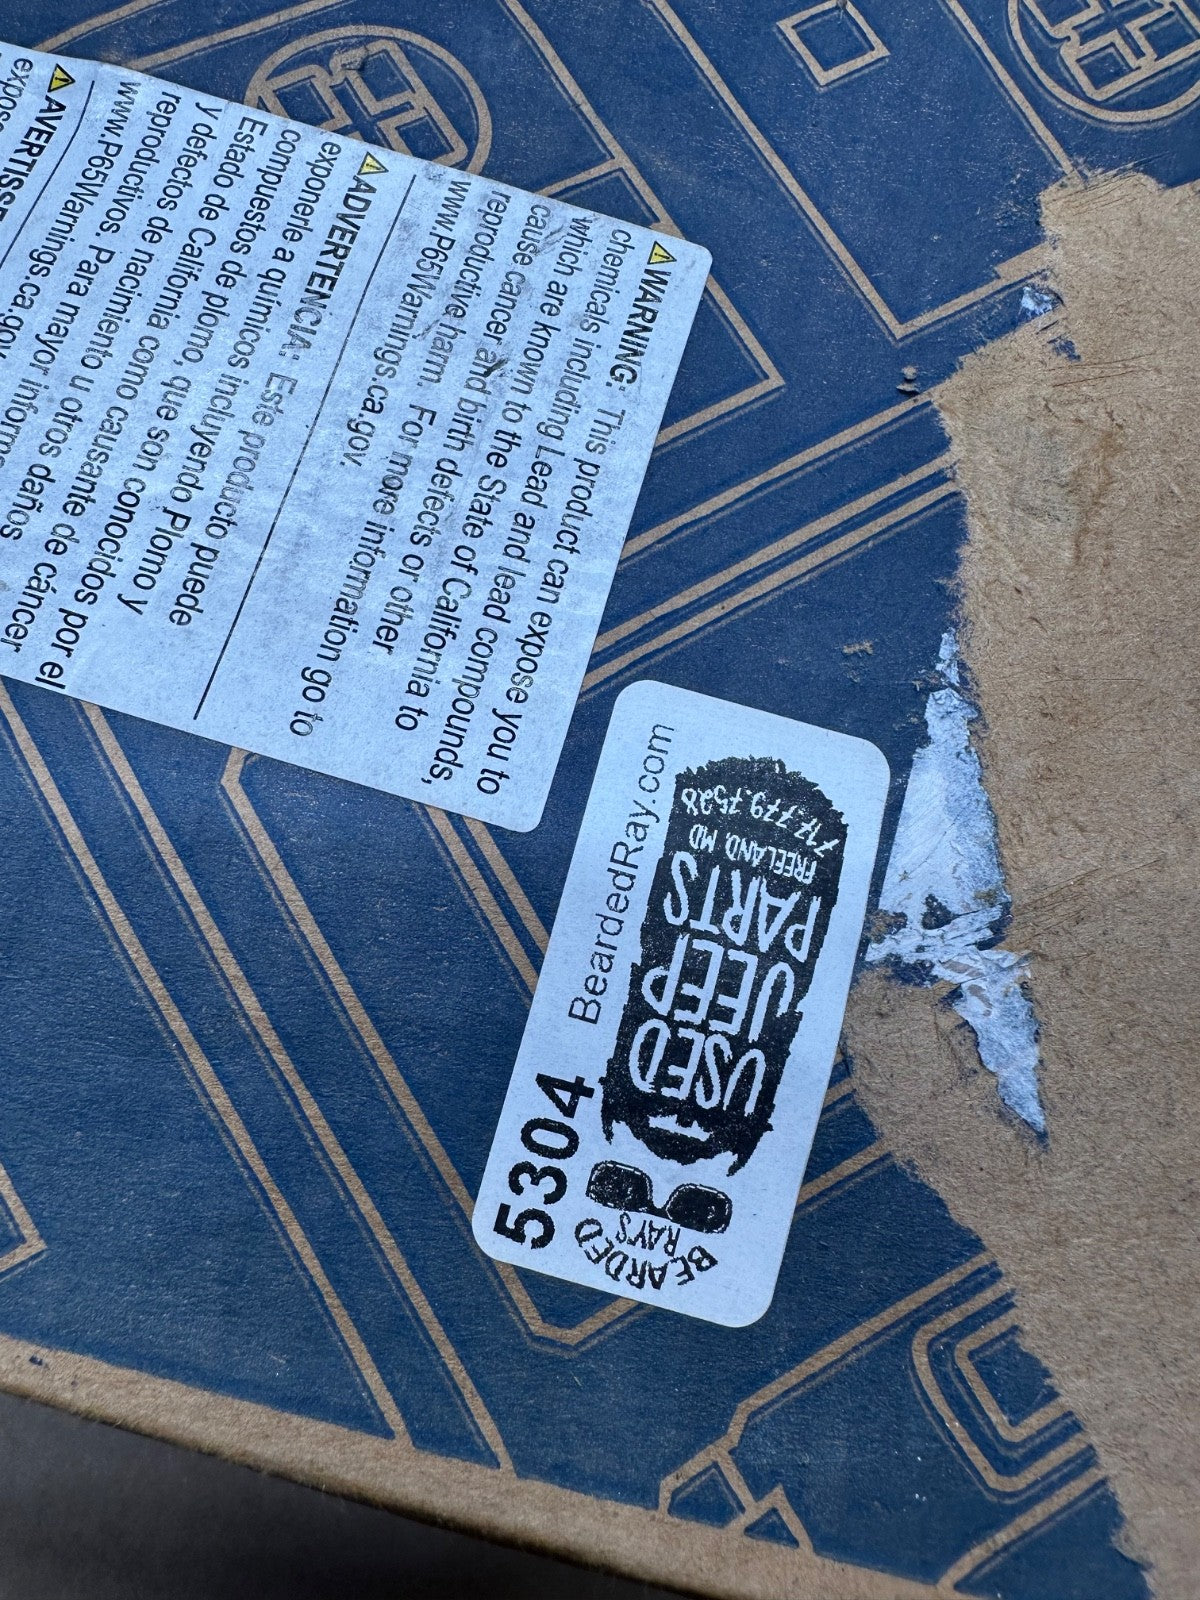 ⚠WARNING: This product can expose you to
chemicals including Lead and lead compounds,
which are known to the State of California to
cause cancer and birth defects or other
reproductive harm. For more information go to
www.P65Warnings.ca.gov.
⚠ADVERTENCIA: Este producto puede
exponerle a quimicos incluyendo Plomo y
compuestos de plomo, que son conocidos por el
Estado de California como causante de cáncer
y defectos de nacimiento u otros daños
reproductivos. Para mayor
www.P65Warnings.ca.gov
⚠AVERTISSE
5304
BeardedRay.com
BEARDED
RAY'S
USED
JEEP
PARTS
FREELAND, MD
717.779.7528